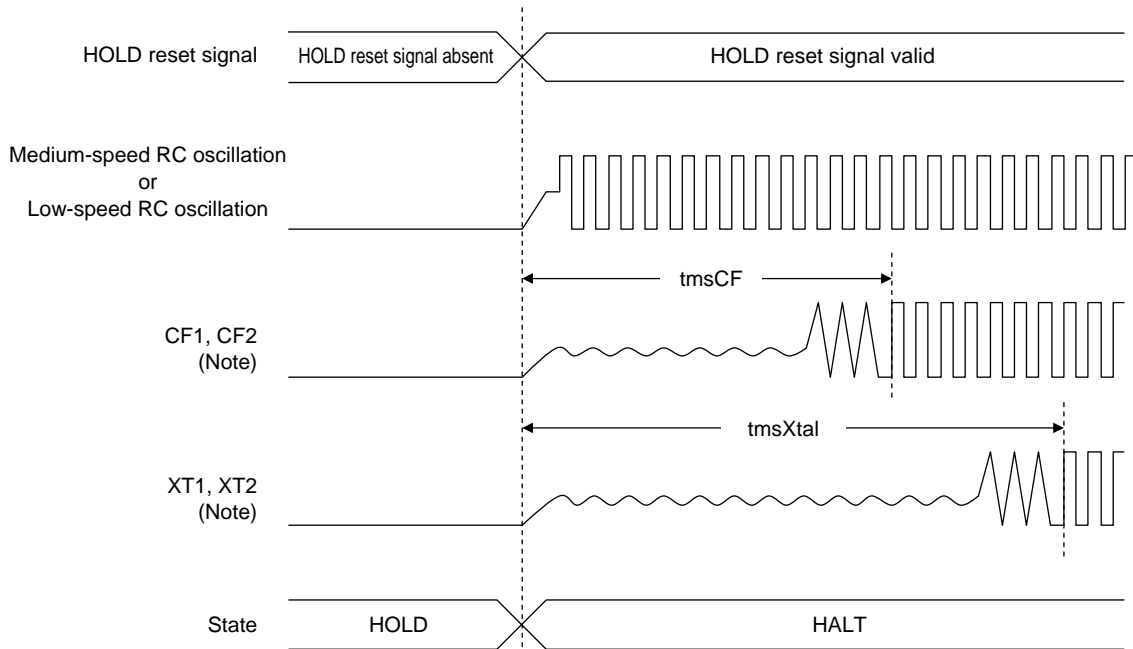 HOLD reset signal
HOLD reset signal absent
HOLD reset signal valid
Medium-speed RC oscillation
or
Low-speed RC oscillation
tmsCF
CF1, CF2
(Note)
tmsXtal
XT1, XT2
(Note)
State
HOLD
HALT